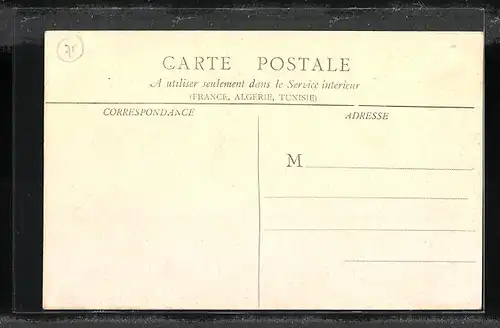 CARTE POSTALE
A utiliser seulement dans le Service intérieur
(FRANCE, ALGERIE, TUNISIE)
CORRESPONDANCE
ADRESSE
M